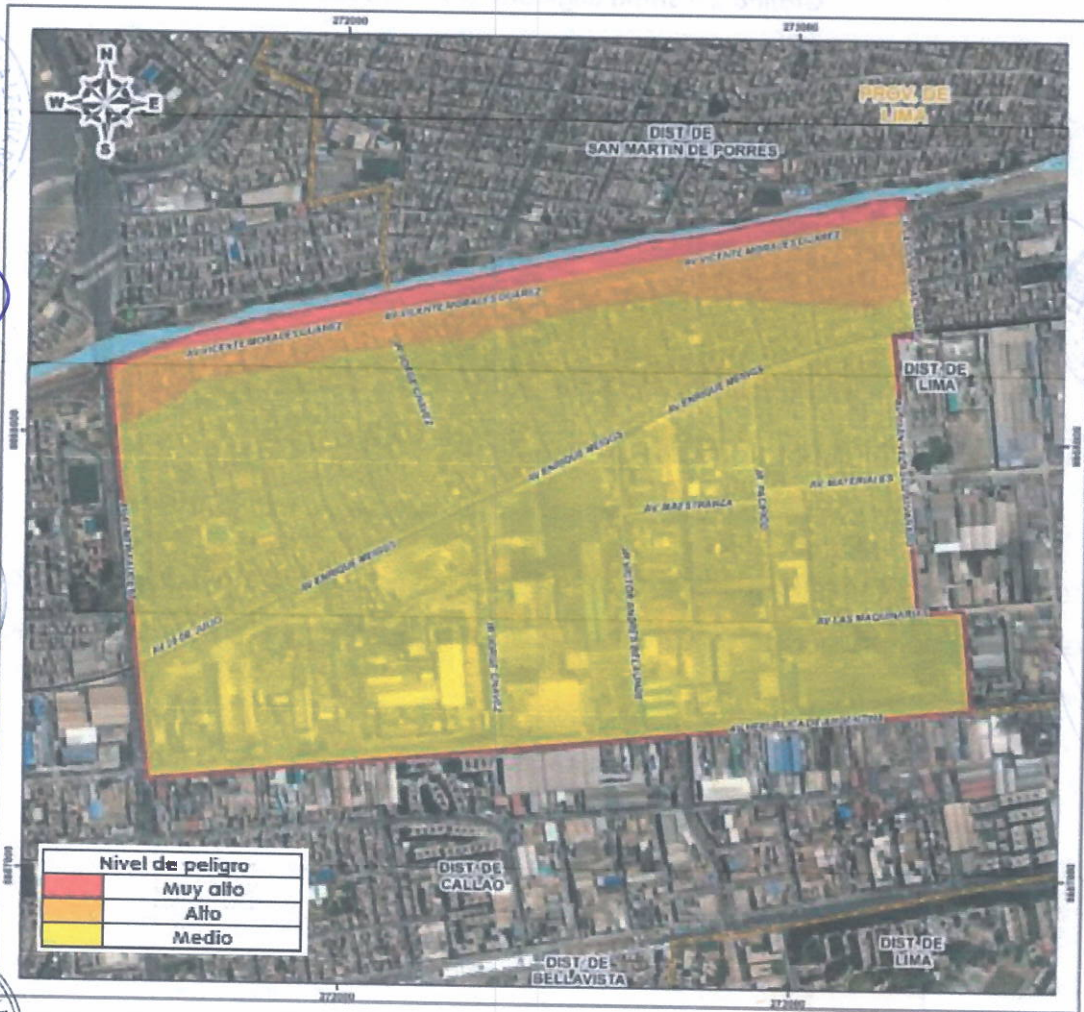 272000
273000
N
W
E
S
PROV. DE
LIMA
DIST. DE
SAN MARTIN DE PORRES
AV. VICENTE MORALES DUAREZ
AV. VICENTE MORALES DUAREZ
AV. VICENTE MORALES DUAREZ
JR JORGE CHAVEZ
DIST. DE
LIMA
AV. ENRIQUE MEIGGS
AV. ENRIQUE MEIGGS
AV. ENRIQUE MEIGGS
AV. MATERIALES
AV. MAESTRANZA
AV. 28 DE JULIO
AV. LAS MAQUINARIAS
AV. REPUBLICA DE ARGENTINA
Nivel de peligro
Muy alto
Alto
Medio
DIST. DE
CALLAO
DIST. DE
BELLAVISTA
DIST. DE
LIMA
272000
273000